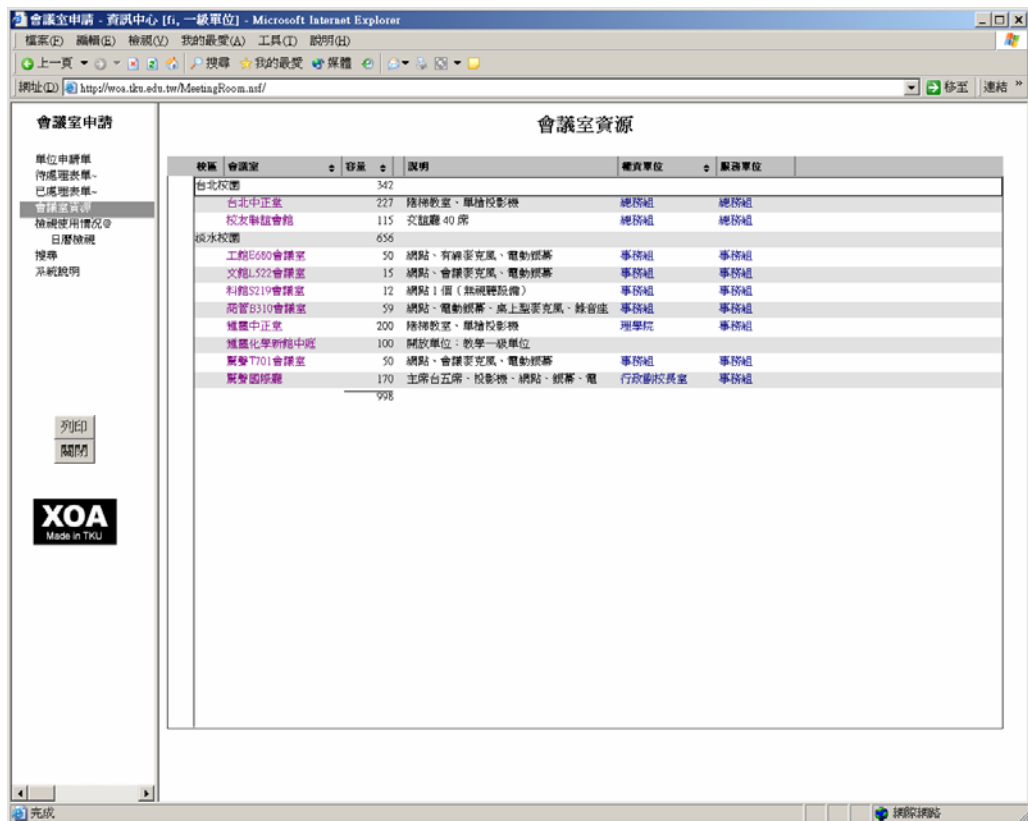 會議室申請 - 資訊中心 [fi, 一級單位] - Microsoft Internet Explorer
檔案(F) 編輯(E) 檢視(V) 我的最愛(A) 工具(T) 說明(H)
上一頁 搜尋 我的最愛 媒體
網址(D) http://woa.tku.edu.tw/MeetingRoom.nsf/ 移至 連結 »
會議室申請
單位申請單
待處理表單~
已處理表單~
會議室資源
檢視使用情況@
日曆檢視
搜尋
系統說明
列印
關閉
XOA
Made in TKU
會議室資源
校區 會議室 容量 說明 權責單位 服務單位
台北校園 342
台北中正堂 227 階梯教室、單槍投影機 總務組 總務組
校友聯誼會館 115 交誼廳 40 席 總務組 總務組
淡水校園 656
工館E680會議室 50 網點、有線麥克風、電動銀幕 事務組 事務組
文館L522會議室 15 網點、會議麥克風、電動銀幕 事務組 事務組
科館S219會議室 12 網點 1 個（無視聽設備） 事務組 事務組
商管B310會議室 59 網點、電動銀幕、桌上型麥克風、錄音座 事務組 事務組
鍾靈中正堂 200 階梯教室、單槍投影機 理學院 事務組
鍾靈化學新館中庭 100 開放單位：教學一級單位
驚聲T701會議室 50 網點、會議麥克風、電動銀幕 事務組 事務組
驚聲國際廳 170 主席台五席、投影機、網點、銀幕、電 行政副校長室 事務組
998
完成 網際網路